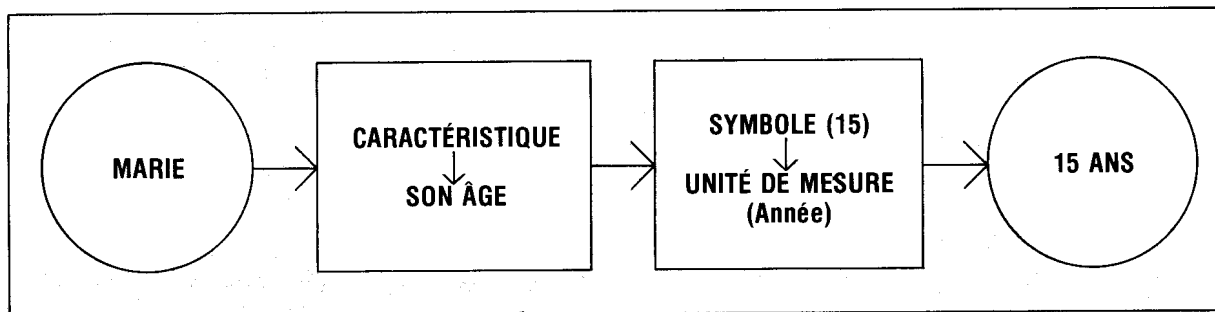 MARIE
CARACTÉRISTIQUE
SON ÂGE
SYMBOLE (15)
UNITÉ DE MESURE
(Année)
15 ANS